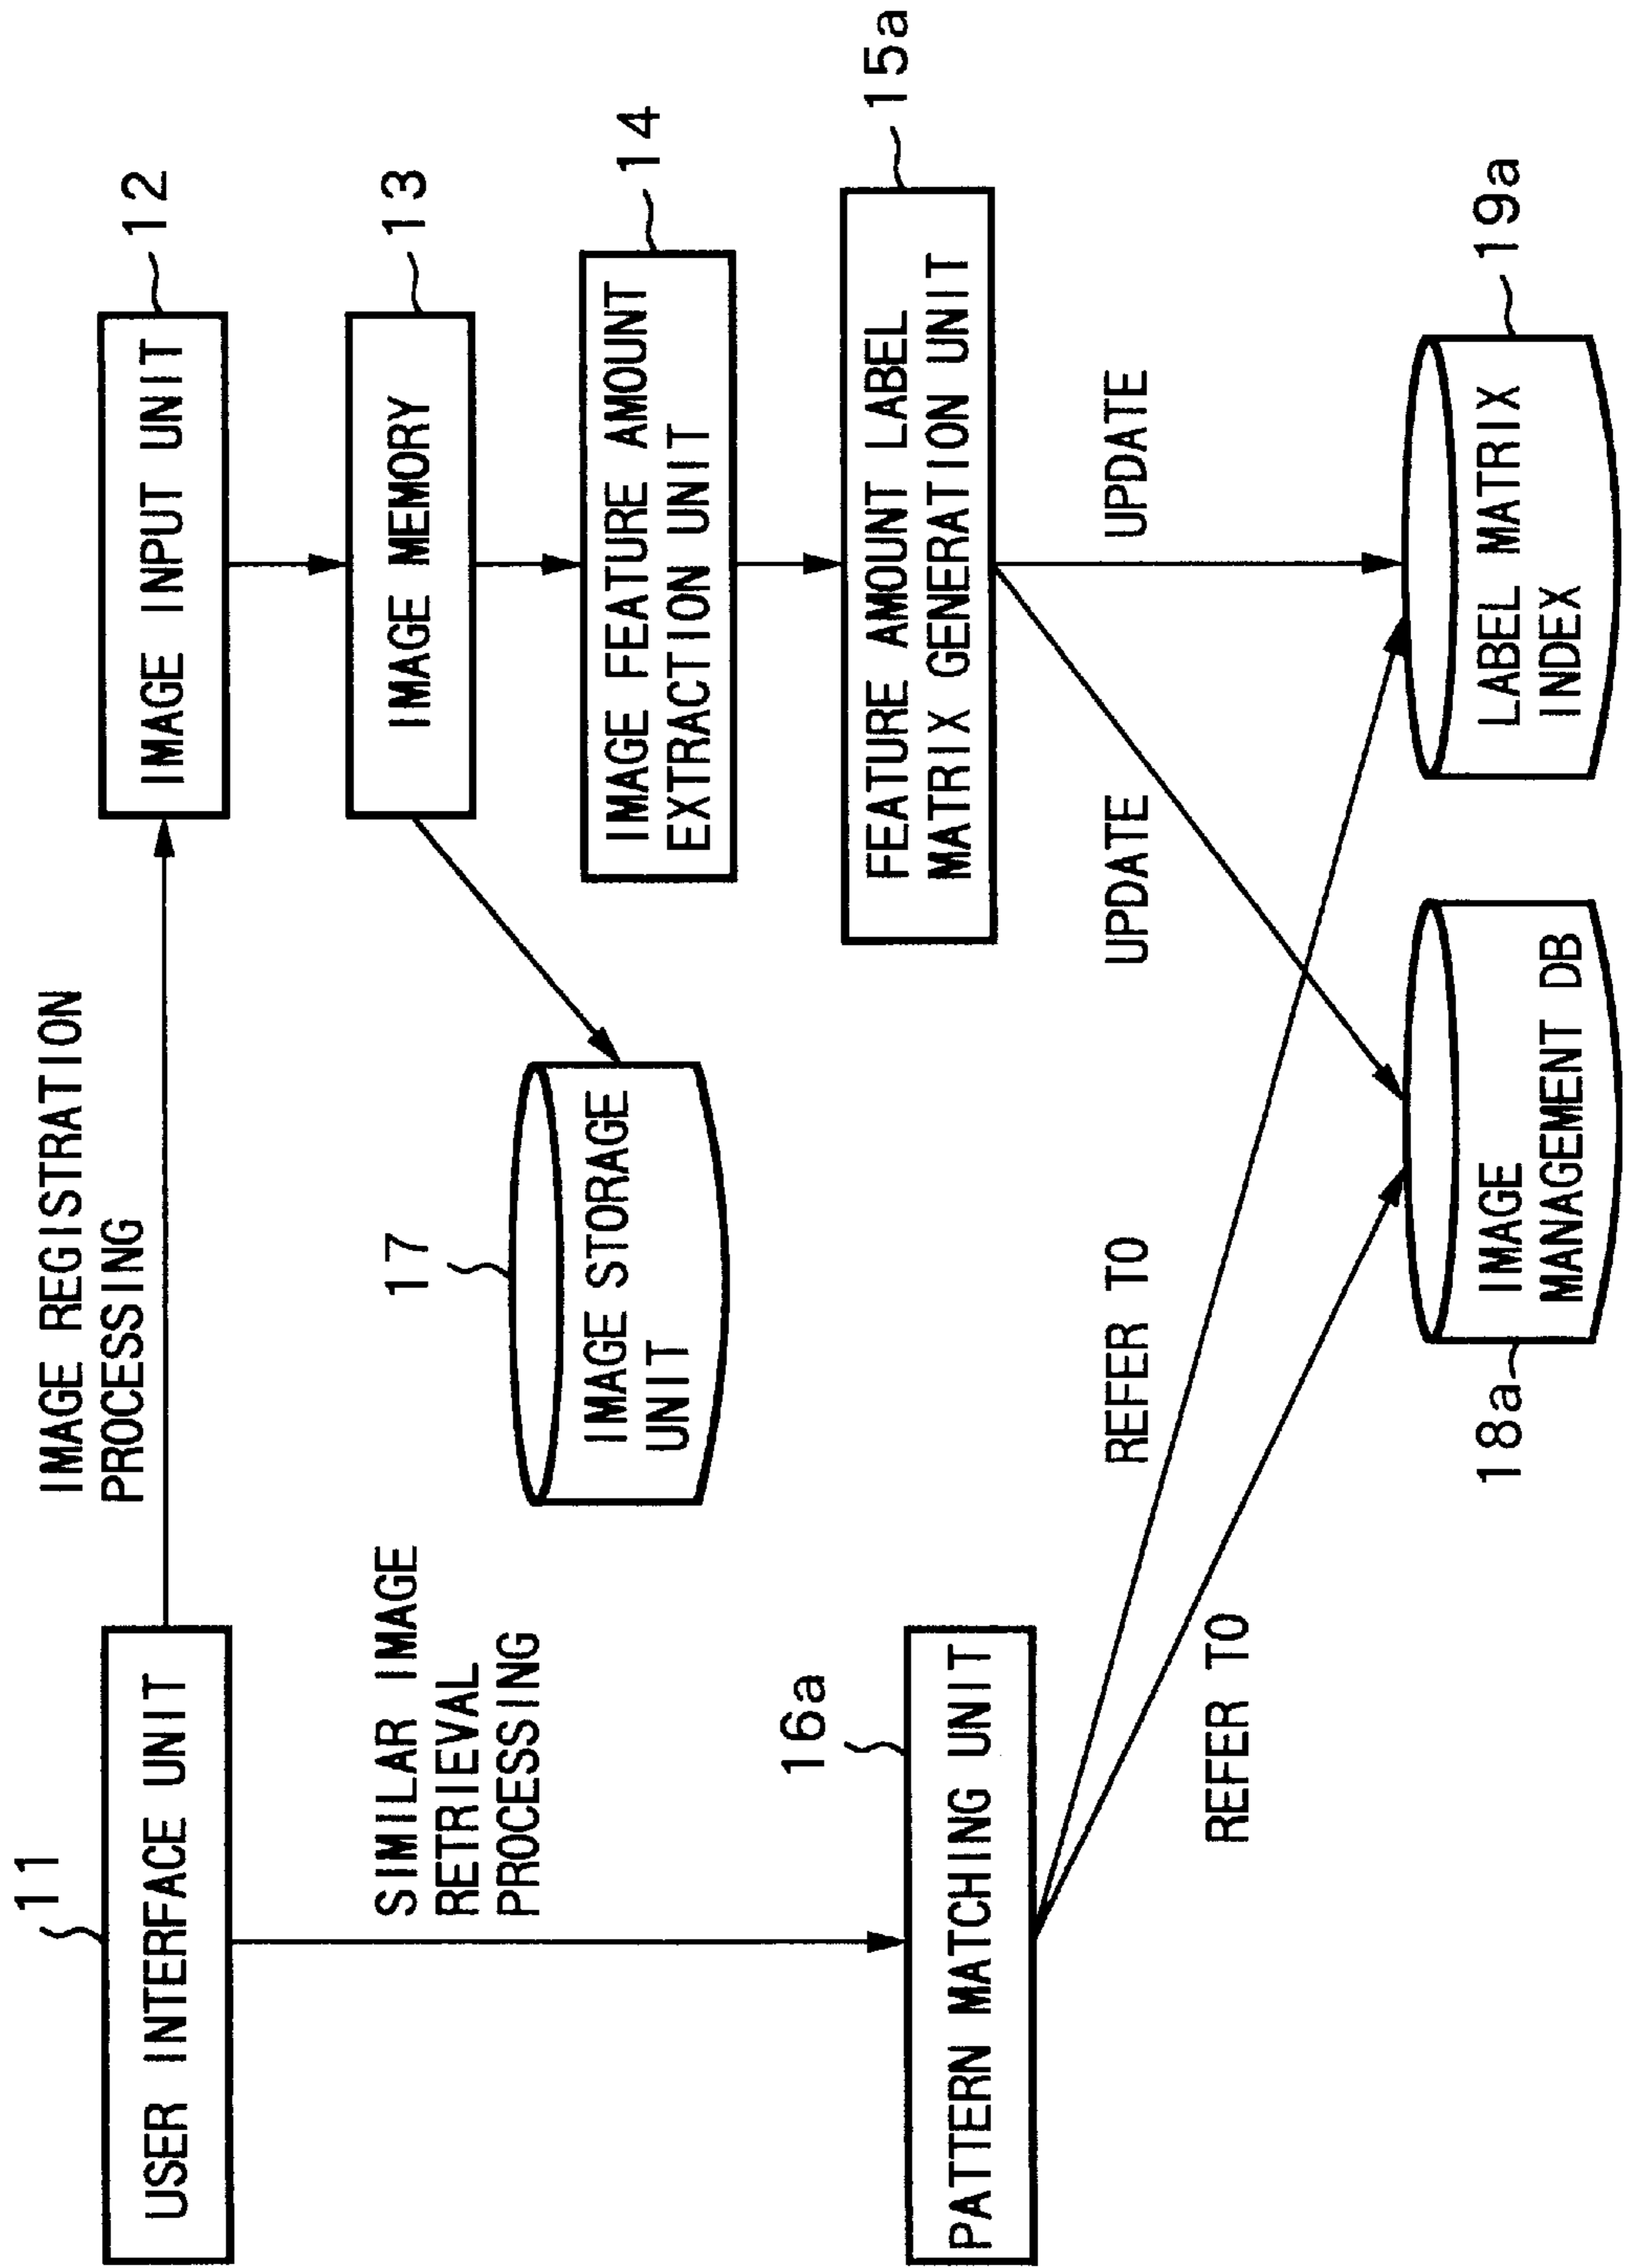 11
USER INTERFACE UNIT
IMAGE REGISTRATION
PROCESSING
12
IMAGE INPUT UNIT
SIMILAR IMAGE
RETRIEVAL
PROCESSING
13
IMAGE MEMORY
17
IMAGE STORAGE
UNIT
14
IMAGE FEATURE AMOUNT
EXTRACTION UNIT
16a
PATTERN MATCHING UNIT
15a
FEATURE AMOUNT LABEL
MATRIX GENERATION UNIT
REFER TO
UPDATE
UPDATE
REFER TO
18a
IMAGE
MANAGEMENT DB
19a
LABEL MATRIX
INDEX